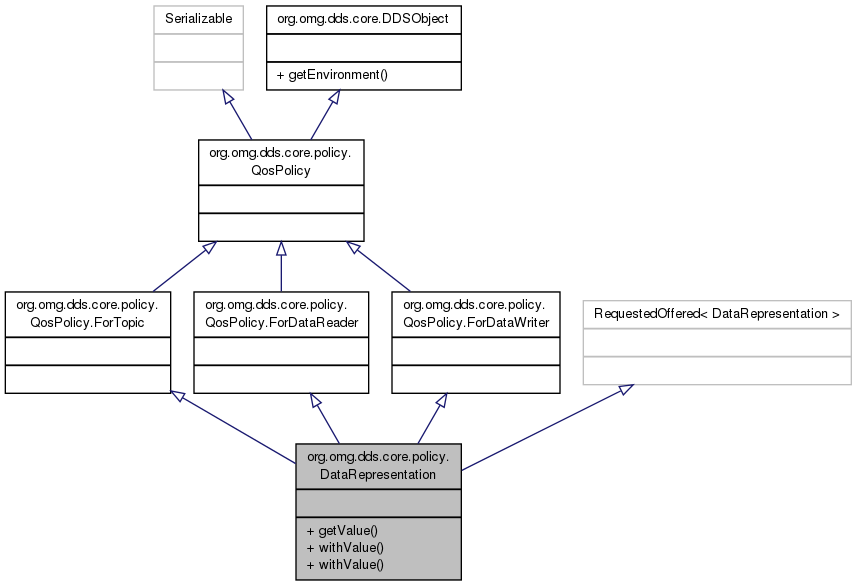 Serializable
org.omg.dds.core.DDSObject
+ getEnvironment()
org.omg.dds.core.policy.
QosPolicy
org.omg.dds.core.policy.
QosPolicy.ForTopic
org.omg.dds.core.policy.
QosPolicy.ForDataReader
org.omg.dds.core.policy.
QosPolicy.ForDataWriter
RequestedOffered< DataRepresentation >
org.omg.dds.core.policy.
DataRepresentation
+ getValue()
+ withValue()
+ withValue()